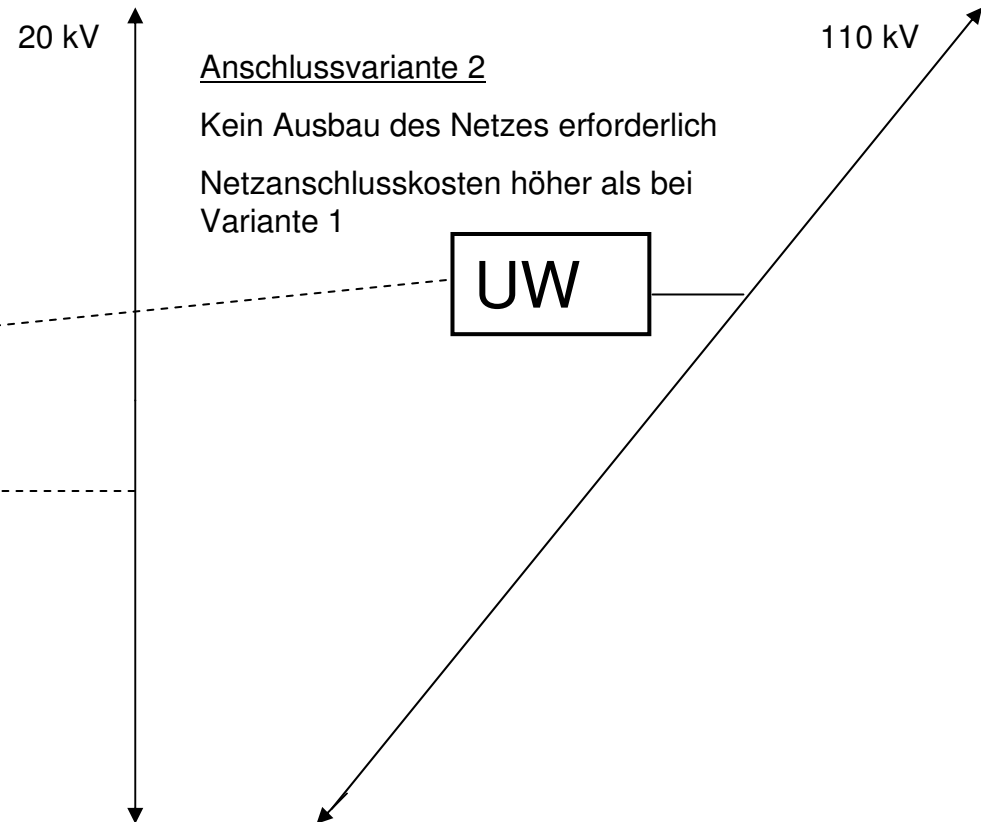 20 kV
110 kV
Anschlussvariante 2
Kein Ausbau des Netzes erforderlich
Netzanschlusskosten höher als bei
Variante 1
UW